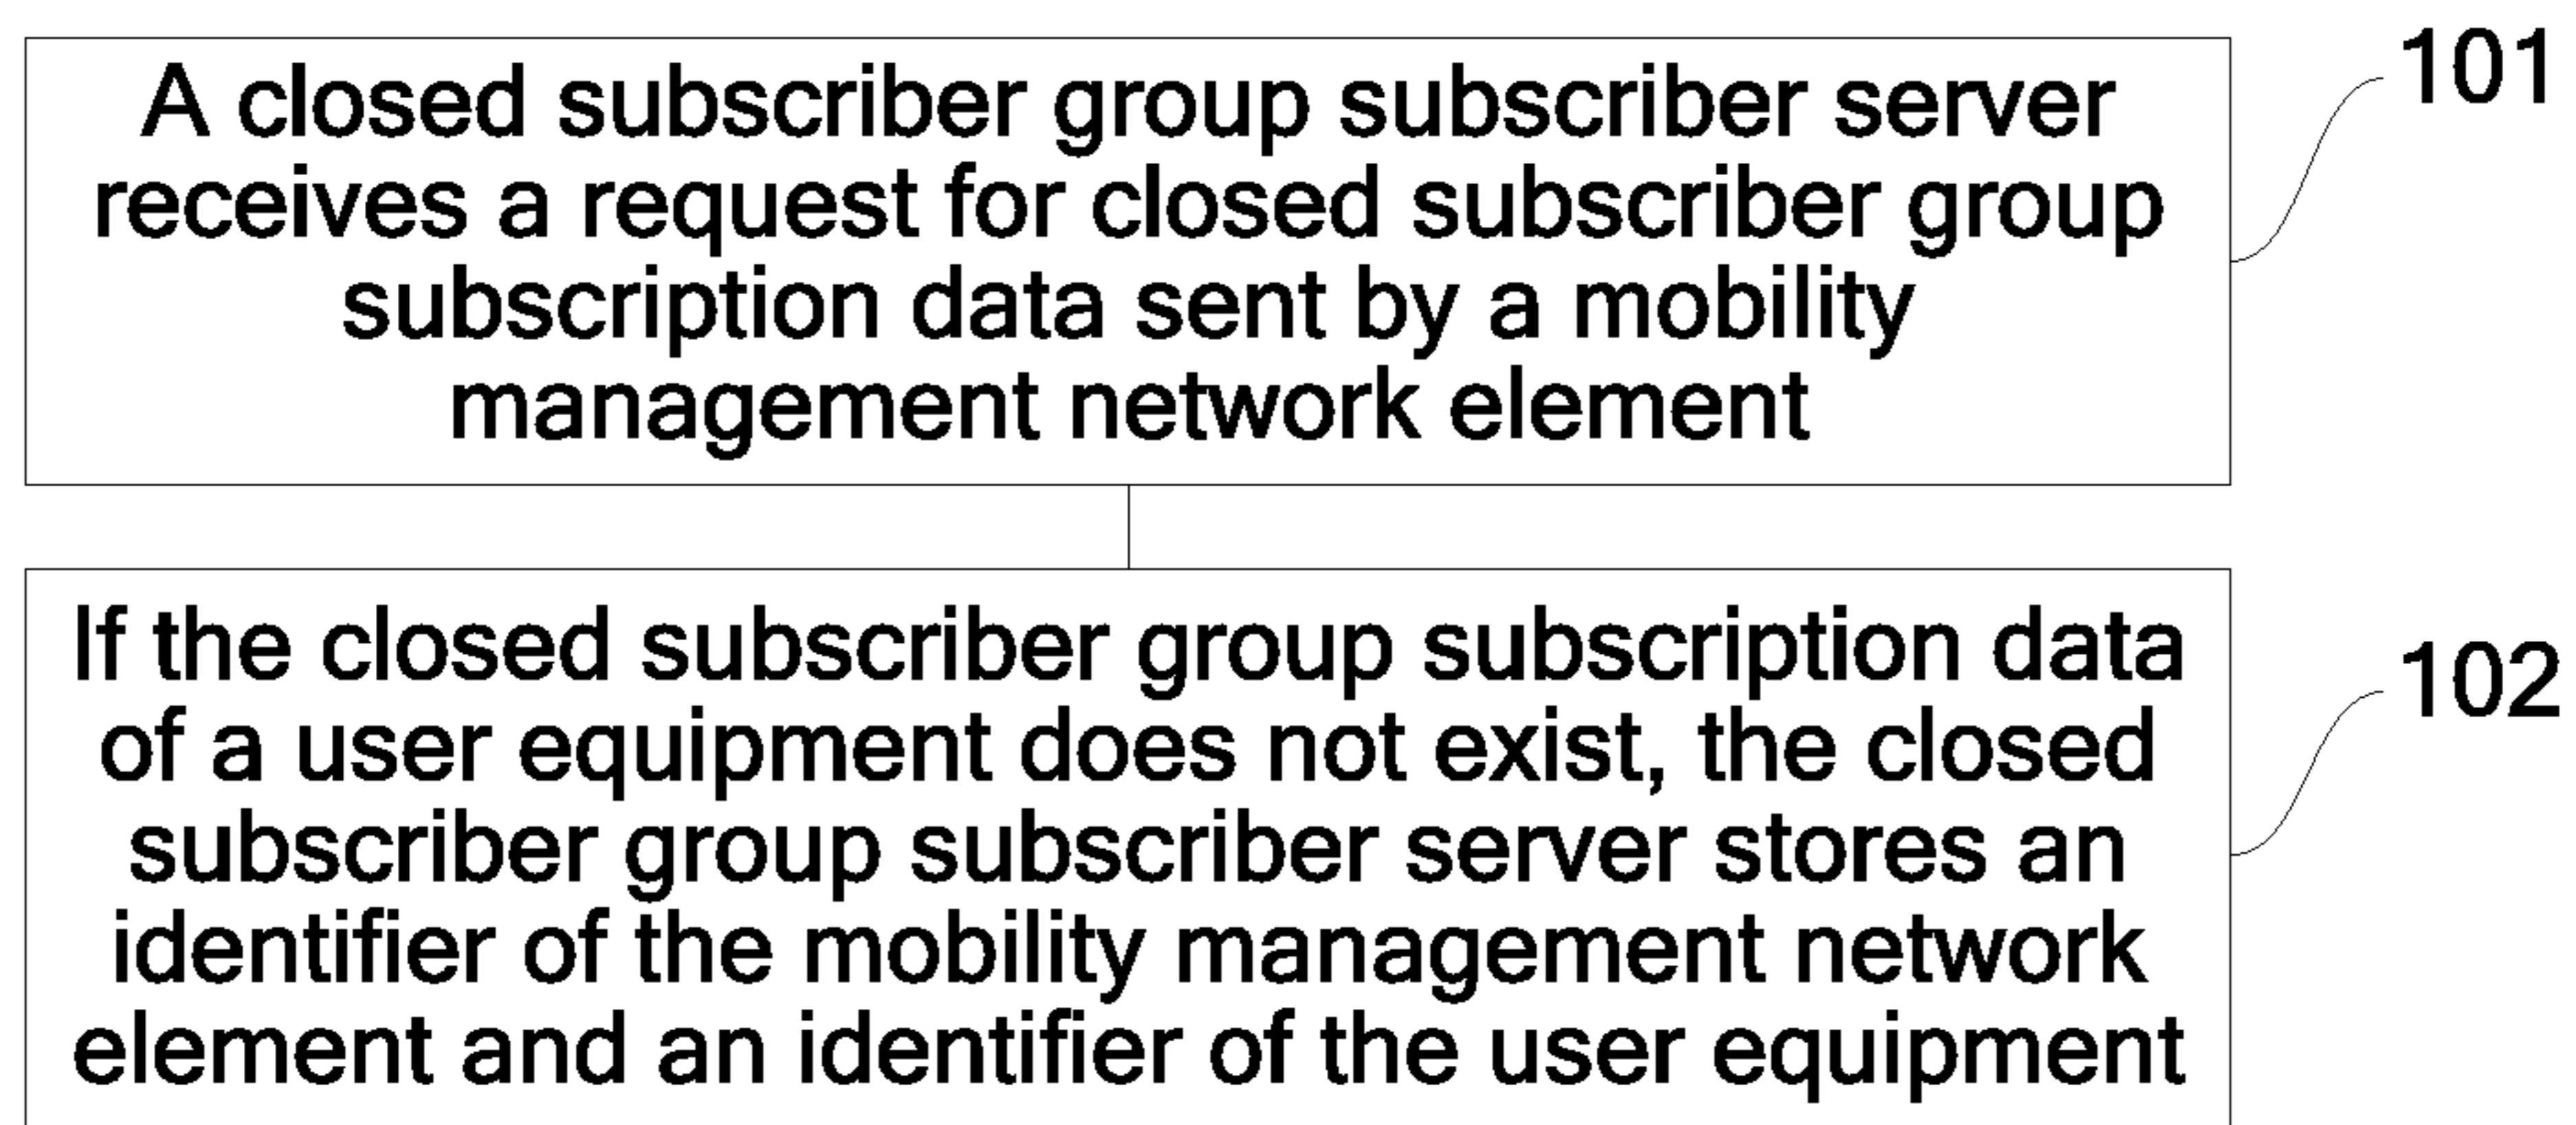 A closed subscriber group subscriber server
receives a request for closed subscriber group
subscription data sent by a mobility
management network element
101
If the closed subscriber group subscription data
of a user equipment does not exist, the closed
subscriber group subscriber server stores an
identifier of the mobility management network
element and an identifier of the user equipment
102